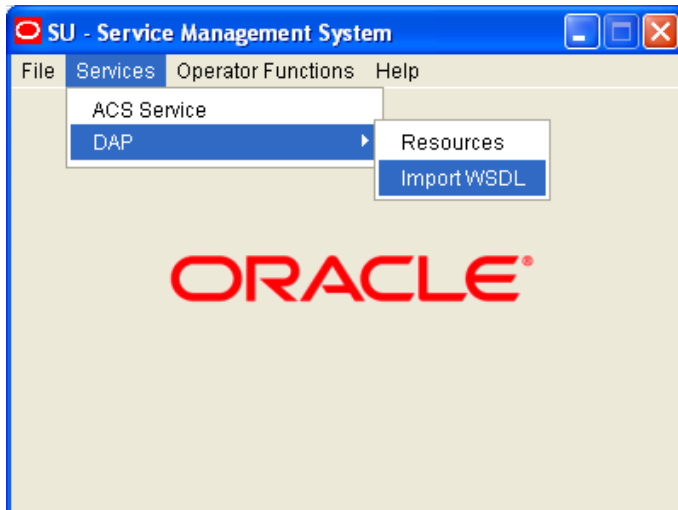 SU - Service Management System
File Services Operator Functions Help
ACS Service
DAP
Resources
Import WSDL
ORACLE®